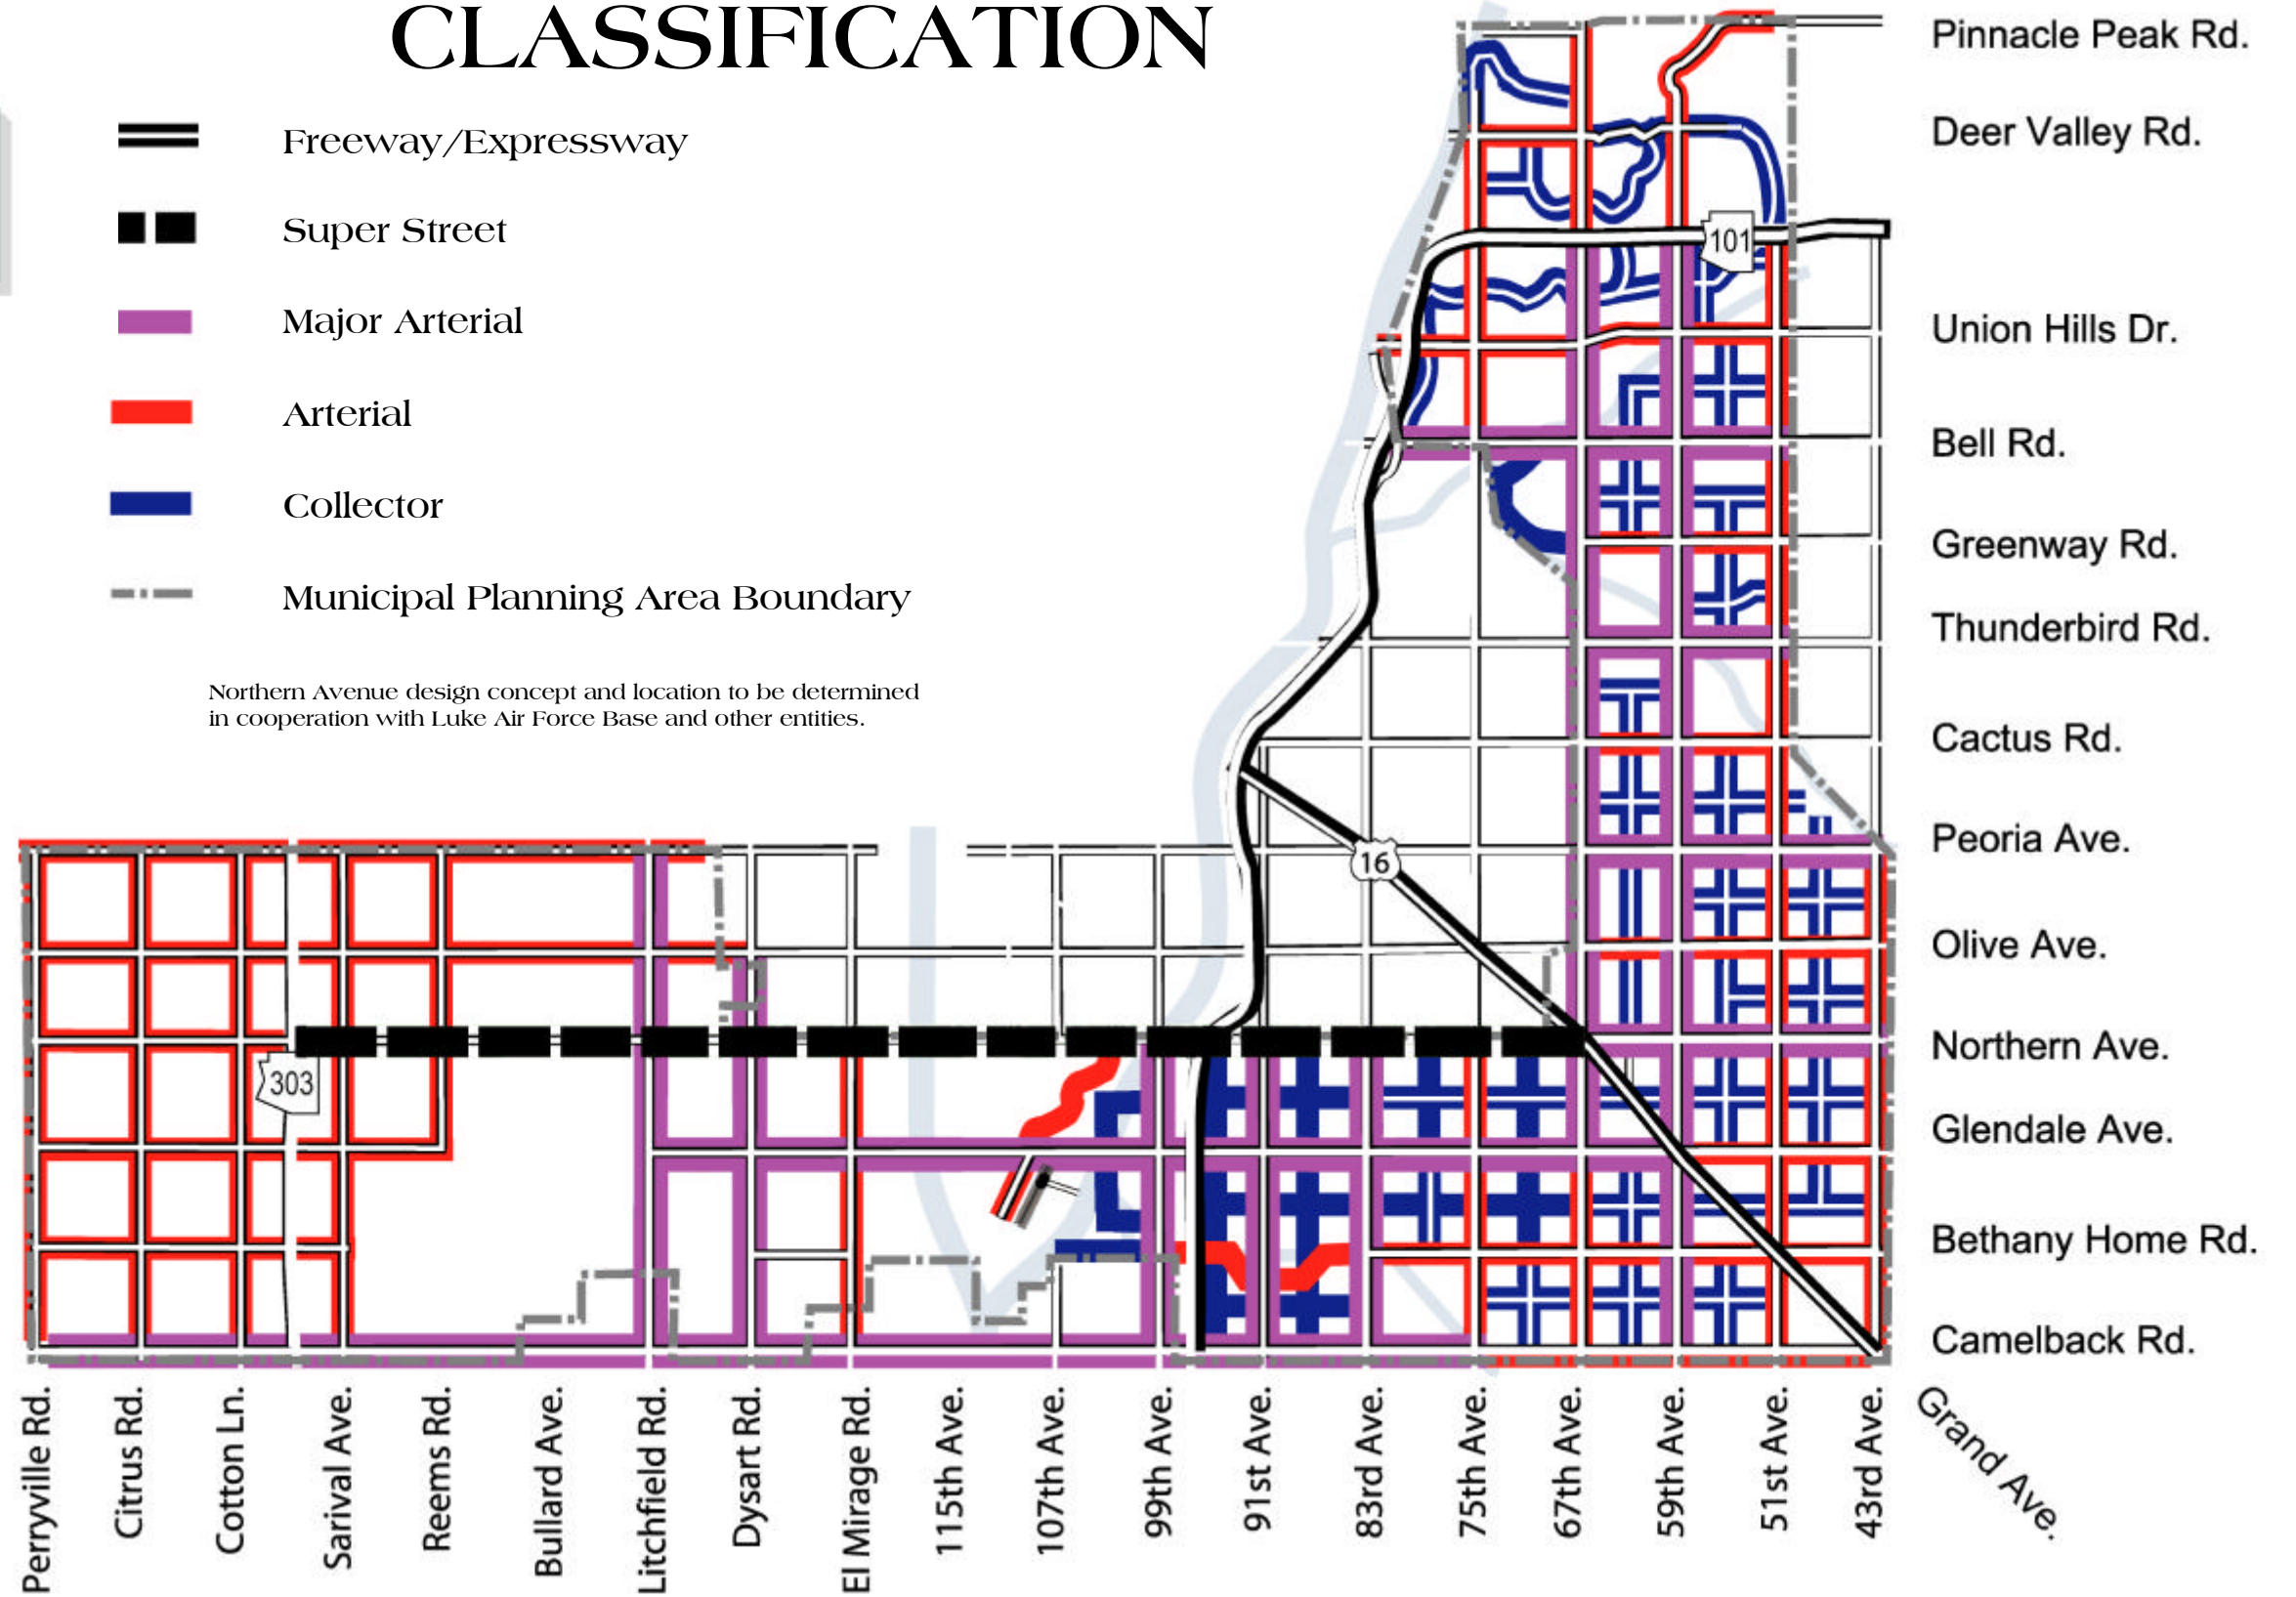 CLASSIFICATION
Freeway/Expressway
Super Street
Major Arterial
Arterial
Collector
Municipal Planning Area Boundary
Northern Avenue design concept and location to be determined
in cooperation with Luke Air Force Base and other entities.
Pinnacle Peak Rd.
Deer Valley Rd.
101
Union Hills Dr.
Bell Rd.
Greenway Rd.
Thunderbird Rd.
Cactus Rd.
Peoria Ave.
16
Olive Ave.
Northern Ave.
303
Glendale Ave.
Bethany Home Rd.
Camelback Rd.
Perryville Rd.
Citrus Rd.
Cotton Ln.
Sarival Ave.
Reems Rd.
Bullard Ave.
Litchfield Rd.
Dysart Rd.
El Mirage Rd.
115th Ave.
107th Ave.
99th Ave.
91st Ave.
83rd Ave.
75th Ave.
67th Ave.
59th Ave.
51st Ave.
43rd Ave.
Grand Ave.